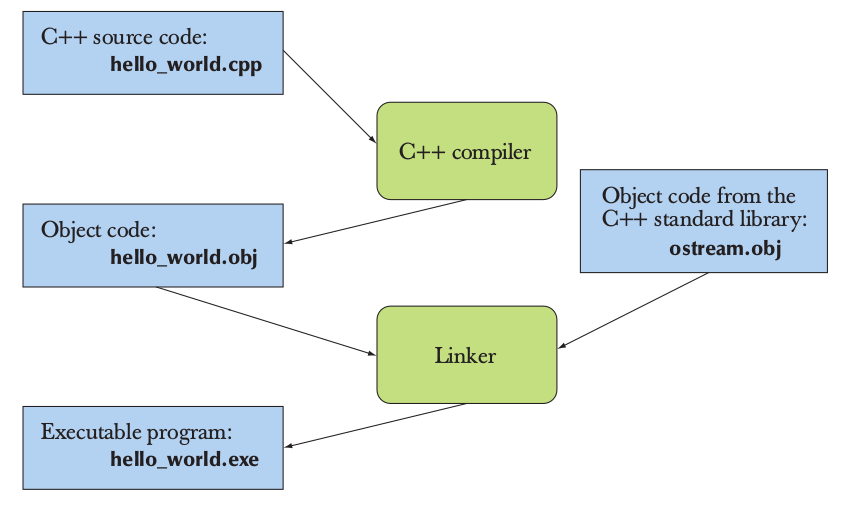 C++ source code:
hello_world.cpp
C++ compiler
Object code from the
C++ standard library:
ostream.obj
Object code:
hello_world.obj
Linker
Executable program:
hello_world.exe